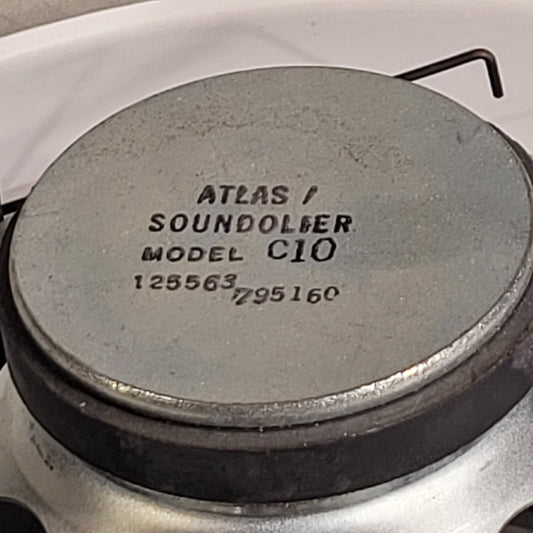 ATLAS /
SOUNDOLIER
MODEL C10
125563 795160